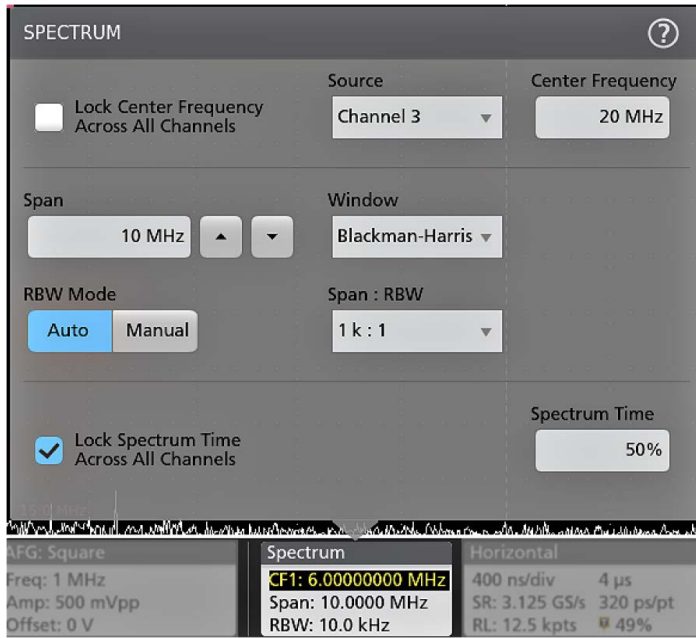 SPECTRUM
?
Lock Center Frequency
Across All Channels
Source
Channel 3
Center Frequency
20 MHz
Span
10 MHz
Window
Blackman-Harris
RBW Mode
Auto
Manual
Span : RBW
1 k : 1
Lock Spectrum Time
Across All Channels
Spectrum Time
50%
15.0 MHz
AFG: Square
Freq: 1 MHz
Amp: 500 mVpp
Offset: 0 V
Spectrum
CF1: 6.00000000 MHz
Span: 10.0000 MHz
RBW: 10.0 kHz
Horizontal
400 ns/div 4 µs
SR: 3.125 GS/s 320 ps/pt
RL: 12.5 kpts 49%